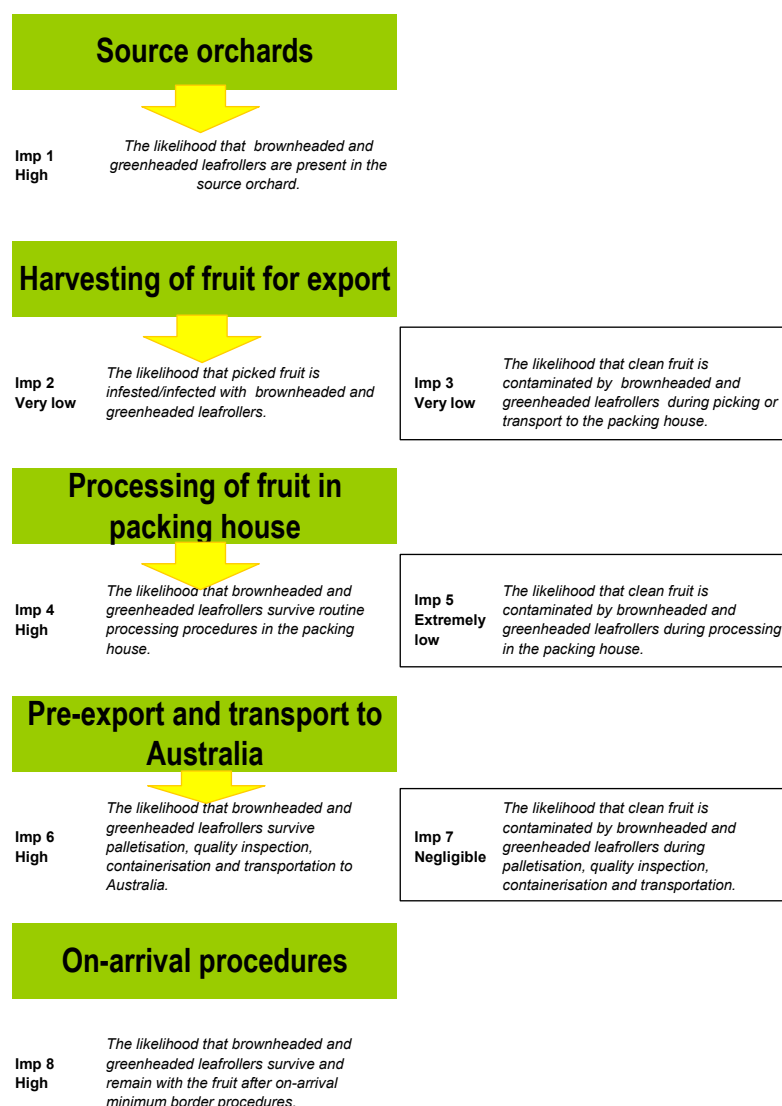 Source orchards
Imp 1
High
The likelihood that brownheaded and
greenheaded leafrollers are present in the
source orchard.
Harvesting of fruit for export
Imp 2
Very low
The likelihood that picked fruit is
infested/infected with brownheaded and
greenheaded leafrollers.
Imp 3
Very low
The likelihood that clean fruit is
contaminated by brownheaded and
greenheaded leafrollers during picking or
transport to the packing house.
Processing of fruit in
packing house
Imp 4
High
The likelihood that brownheaded and
greenheaded leafrollers survive routine
processing procedures in the packing
house.
Imp 5
Extremely
low
The likelihood that clean fruit is
contaminated by brownheaded and
greenheaded leafrollers during processing
in the packing house.
Pre-export and transport to
Australia
Imp 6
High
The likelihood that brownheaded and
greenheaded leafrollers survive
palletisation, quality inspection,
containerisation and transportation to
Australia.
Imp 7
Negligible
The likelihood that clean fruit is
contaminated by brownheaded and
greenheaded leafrollers during
palletisation, quality inspection,
containerisation and transportation.
On-arrival procedures
Imp 8
High
The likelihood that brownheaded and
greenheaded leafrollers survive and
remain with the fruit after on-arrival
minimum border procedures.